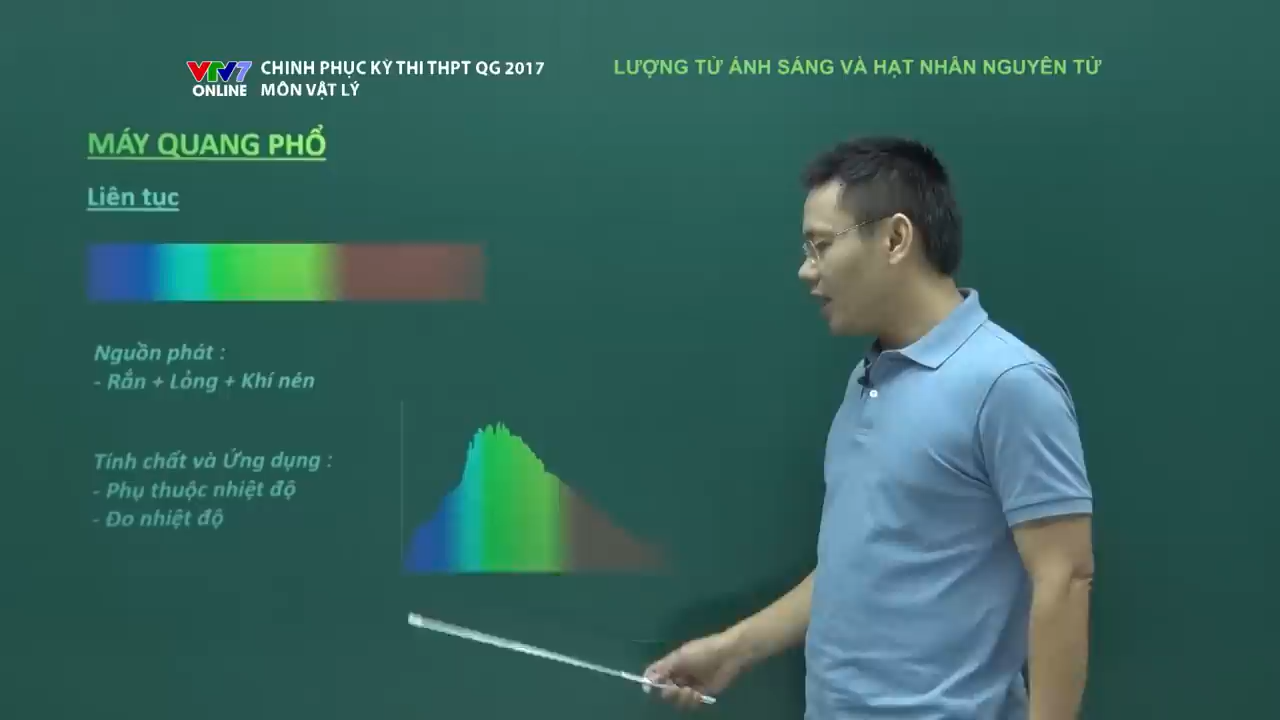 VTV7
ONLINE
CHINH PHỤC KỲ THI THPT QG 2017
MÔN VẬT LÝ
LƯỢNG TỬ ÁNH SÁNG VÀ HẠT NHÂN NGUYÊN TỬ
MÁY QUANG PHỔ
Liên tục
Nguồn phát :
- Rắn + Lỏng + Khí nén
Tính chất và Ứng dụng :
- Phụ thuộc nhiệt độ
- Đo nhiệt độ